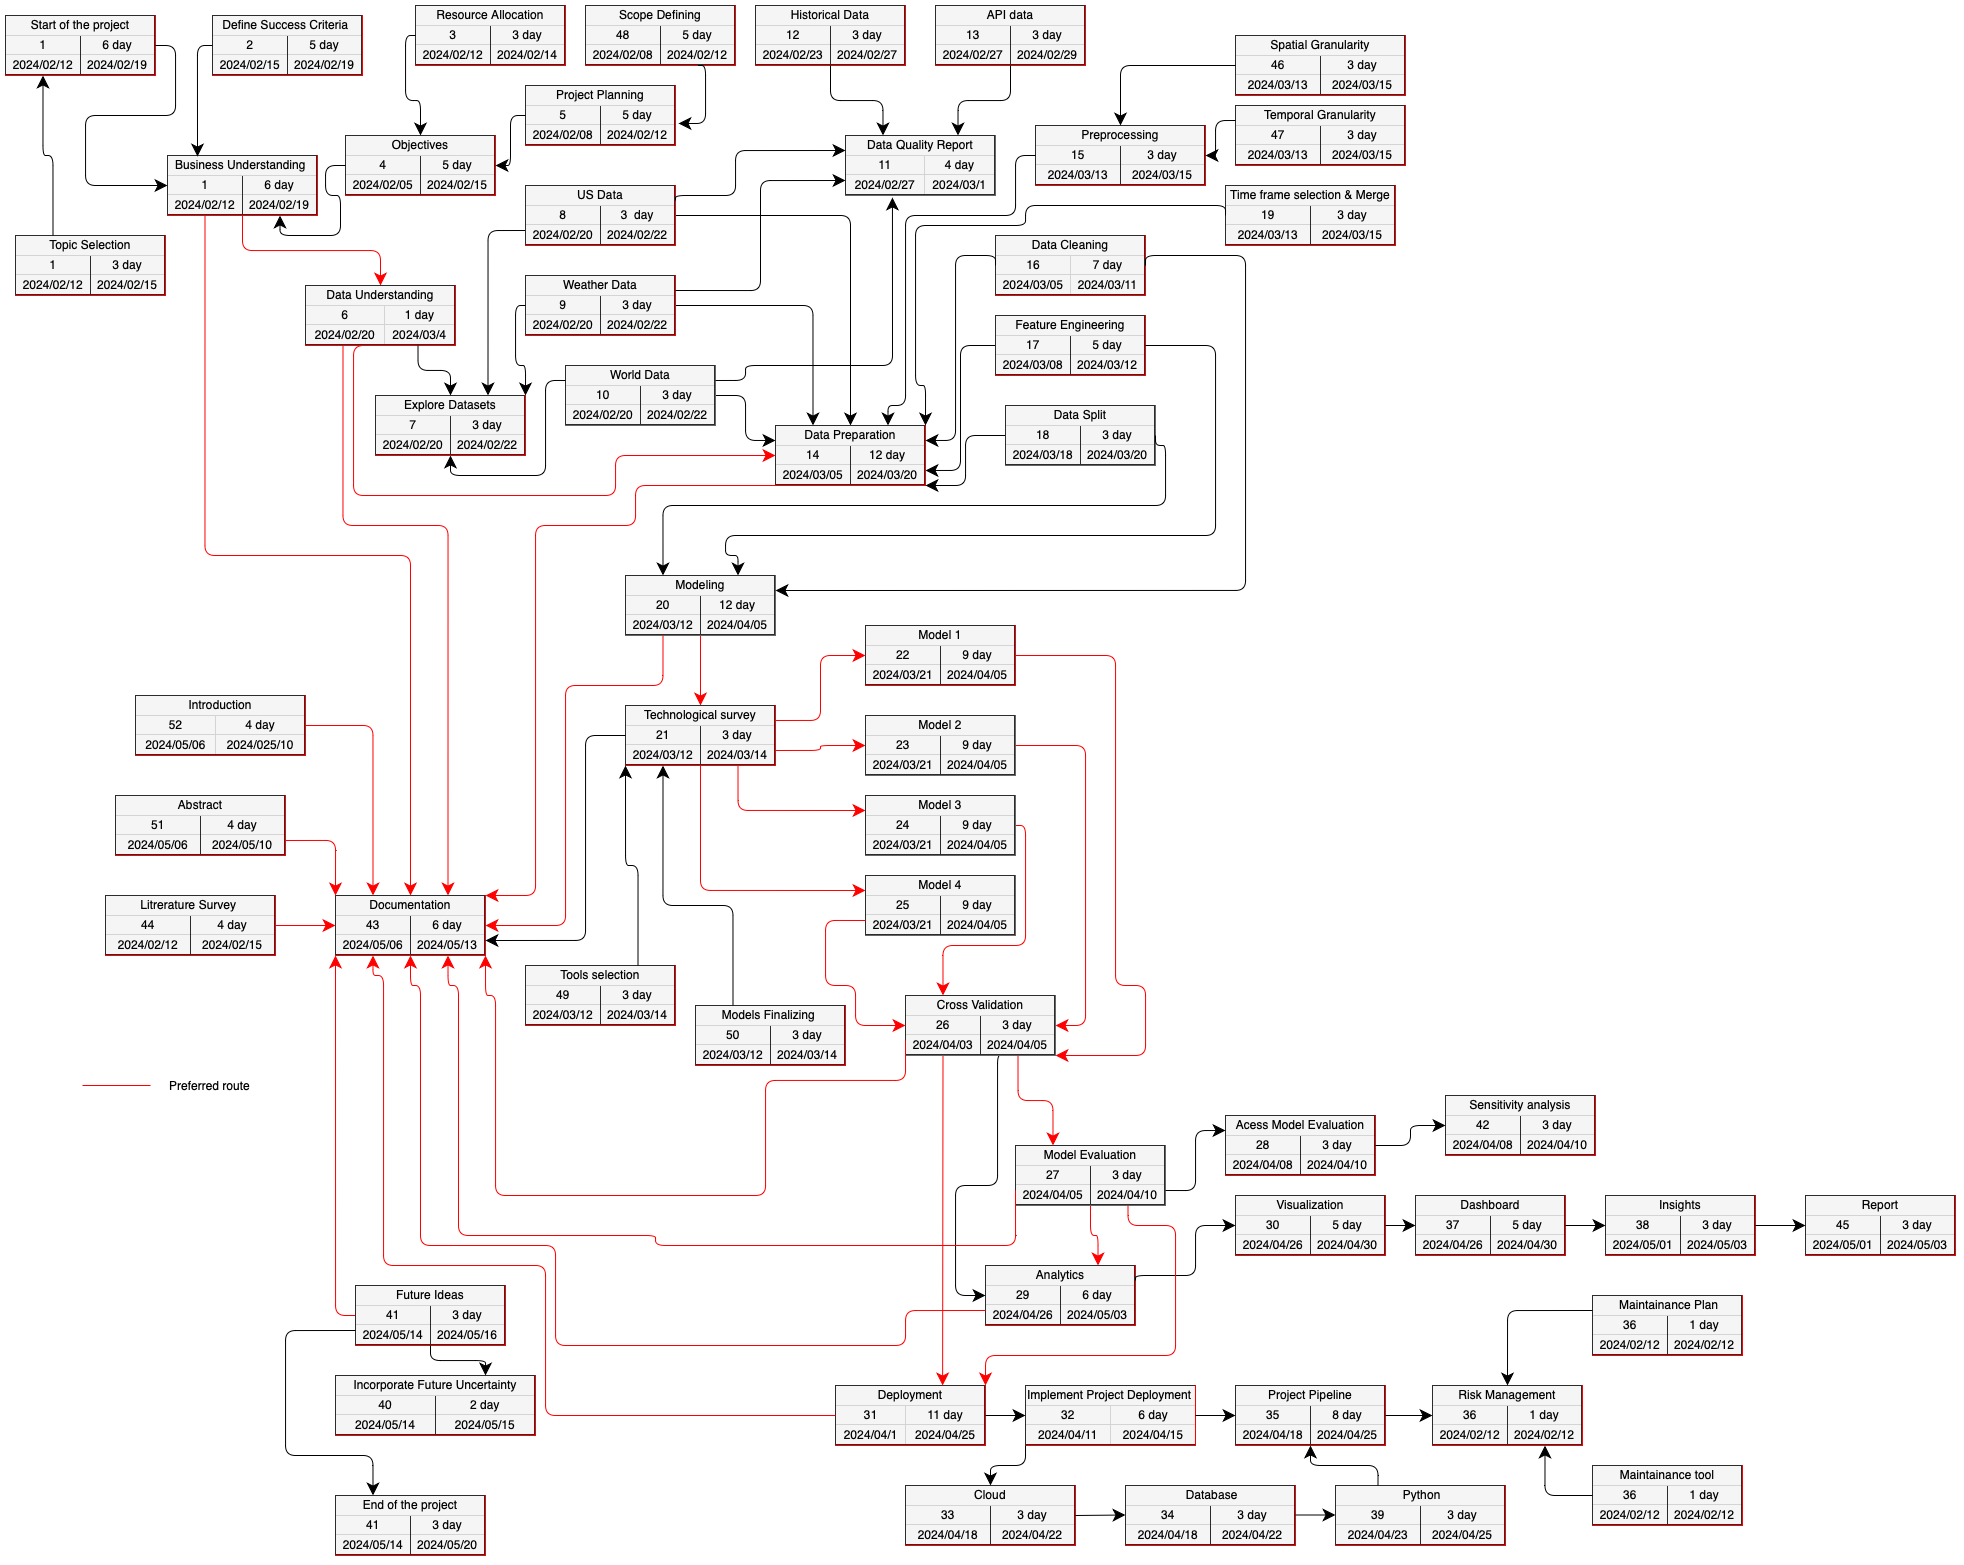 Start of the project
1 6 day
2024/02/12 2024/02/19
Define Success Criteria
2 5 day
2024/02/15 2024/02/19
Resource Allocation
3 3 day
2024/02/12 2024/02/14
Scope Defining
48 5 day
2024/02/08 2024/02/12
Historical Data
12 3 day
2024/02/23 2024/02/27
API data
13 3 day
2024/02/27 2024/02/29
Spatial Granularity
46 3 day
2024/03/13 2024/03/15
Project Planning
5 5 day
2024/02/08 2024/02/12
Temporal Granularity
47 3 day
2024/03/13 2024/03/15
Preprocessing
15 3 day
2024/03/13 2024/03/15
Objectives
4 5 day
2024/02/05 2024/02/15
Data Quality Report
11 4 day
2024/02/27 2024/03/1
Business Understanding
1 6 day
2024/02/12 2024/02/19
US Data
8 3 day
2024/02/20 2024/02/22
Time frame selection & Merge
19 3 day
2024/03/13 2024/03/15
Topic Selection
1 3 day
2024/02/12 2024/02/15
Data Cleaning
16 7 day
2024/03/05 2024/03/11
Data Understanding
6 1 day
2024/02/20 2024/03/4
Weather Data
9 3 day
2024/02/20 2024/02/22
Feature Engineering
17 5 day
2024/03/08 2024/03/12
World Data
10 3 day
2024/02/20 2024/02/22
Explore Datasets
7 3 day
2024/02/20 2024/02/22
Data Split
18 3 day
2024/03/18 2024/03/20
Data Preparation
14 12 day
2024/03/05 2024/03/20
Modeling
20 12 day
2024/03/12 2024/04/05
Model 1
22 9 day
2024/03/21 2024/04/05
Introduction
52 4 day
2024/05/06 2024/025/10
Technological survey
21 3 day
2024/03/12 2024/03/14
Model 2
23 9 day
2024/03/21 2024/04/05
Abstract
51 4 day
2024/05/06 2024/05/10
Model 3
24 9 day
2024/03/21 2024/04/05
Model 4
25 9 day
2024/03/21 2024/04/05
Litrerature Survey
44 4 day
2024/02/12 2024/02/15
Documentation
43 6 day
2024/05/06 2024/05/13
Tools selection
49 3 day
2024/03/12 2024/03/14
Models Finalizing
50 3 day
2024/03/12 2024/03/14
Cross Validation
26 3 day
2024/04/03 2024/04/05
Preferred route
Sensitivity analysis
42 3 day
2024/04/08 2024/04/10
Acess Model Evaluation
28 3 day
2024/04/08 2024/04/10
Model Evaluation
27 3 day
2024/04/05 2024/04/10
Visualization
30 5 day
2024/04/26 2024/04/30
Dashboard
37 5 day
2024/04/26 2024/04/30
Insights
38 3 day
2024/05/01 2024/05/03
Report
45 3 day
2024/05/01 2024/05/03
Analytics
29 6 day
2024/04/26 2024/05/03
Future Ideas
41 3 day
2024/05/14 2024/05/16
Maintainance Plan
36 1 day
2024/02/12 2024/02/12
Incorporate Future Uncertainty
40 2 day
2024/05/14 2024/05/15
Deployment
31 11 day
2024/04/1 2024/04/25
Implement Project Deployment
32 6 day
2024/04/11 2024/04/15
Project Pipeline
35 8 day
2024/04/18 2024/04/25
Risk Management
36 1 day
2024/02/12 2024/02/12
Maintainance tool
36 1 day
2024/02/12 2024/02/12
End of the project
41 3 day
2024/05/14 2024/05/20
Cloud
33 3 day
2024/04/18 2024/04/22
Database
34 3 day
2024/04/18 2024/04/22
Python
39 3 day
2024/04/23 2024/04/25